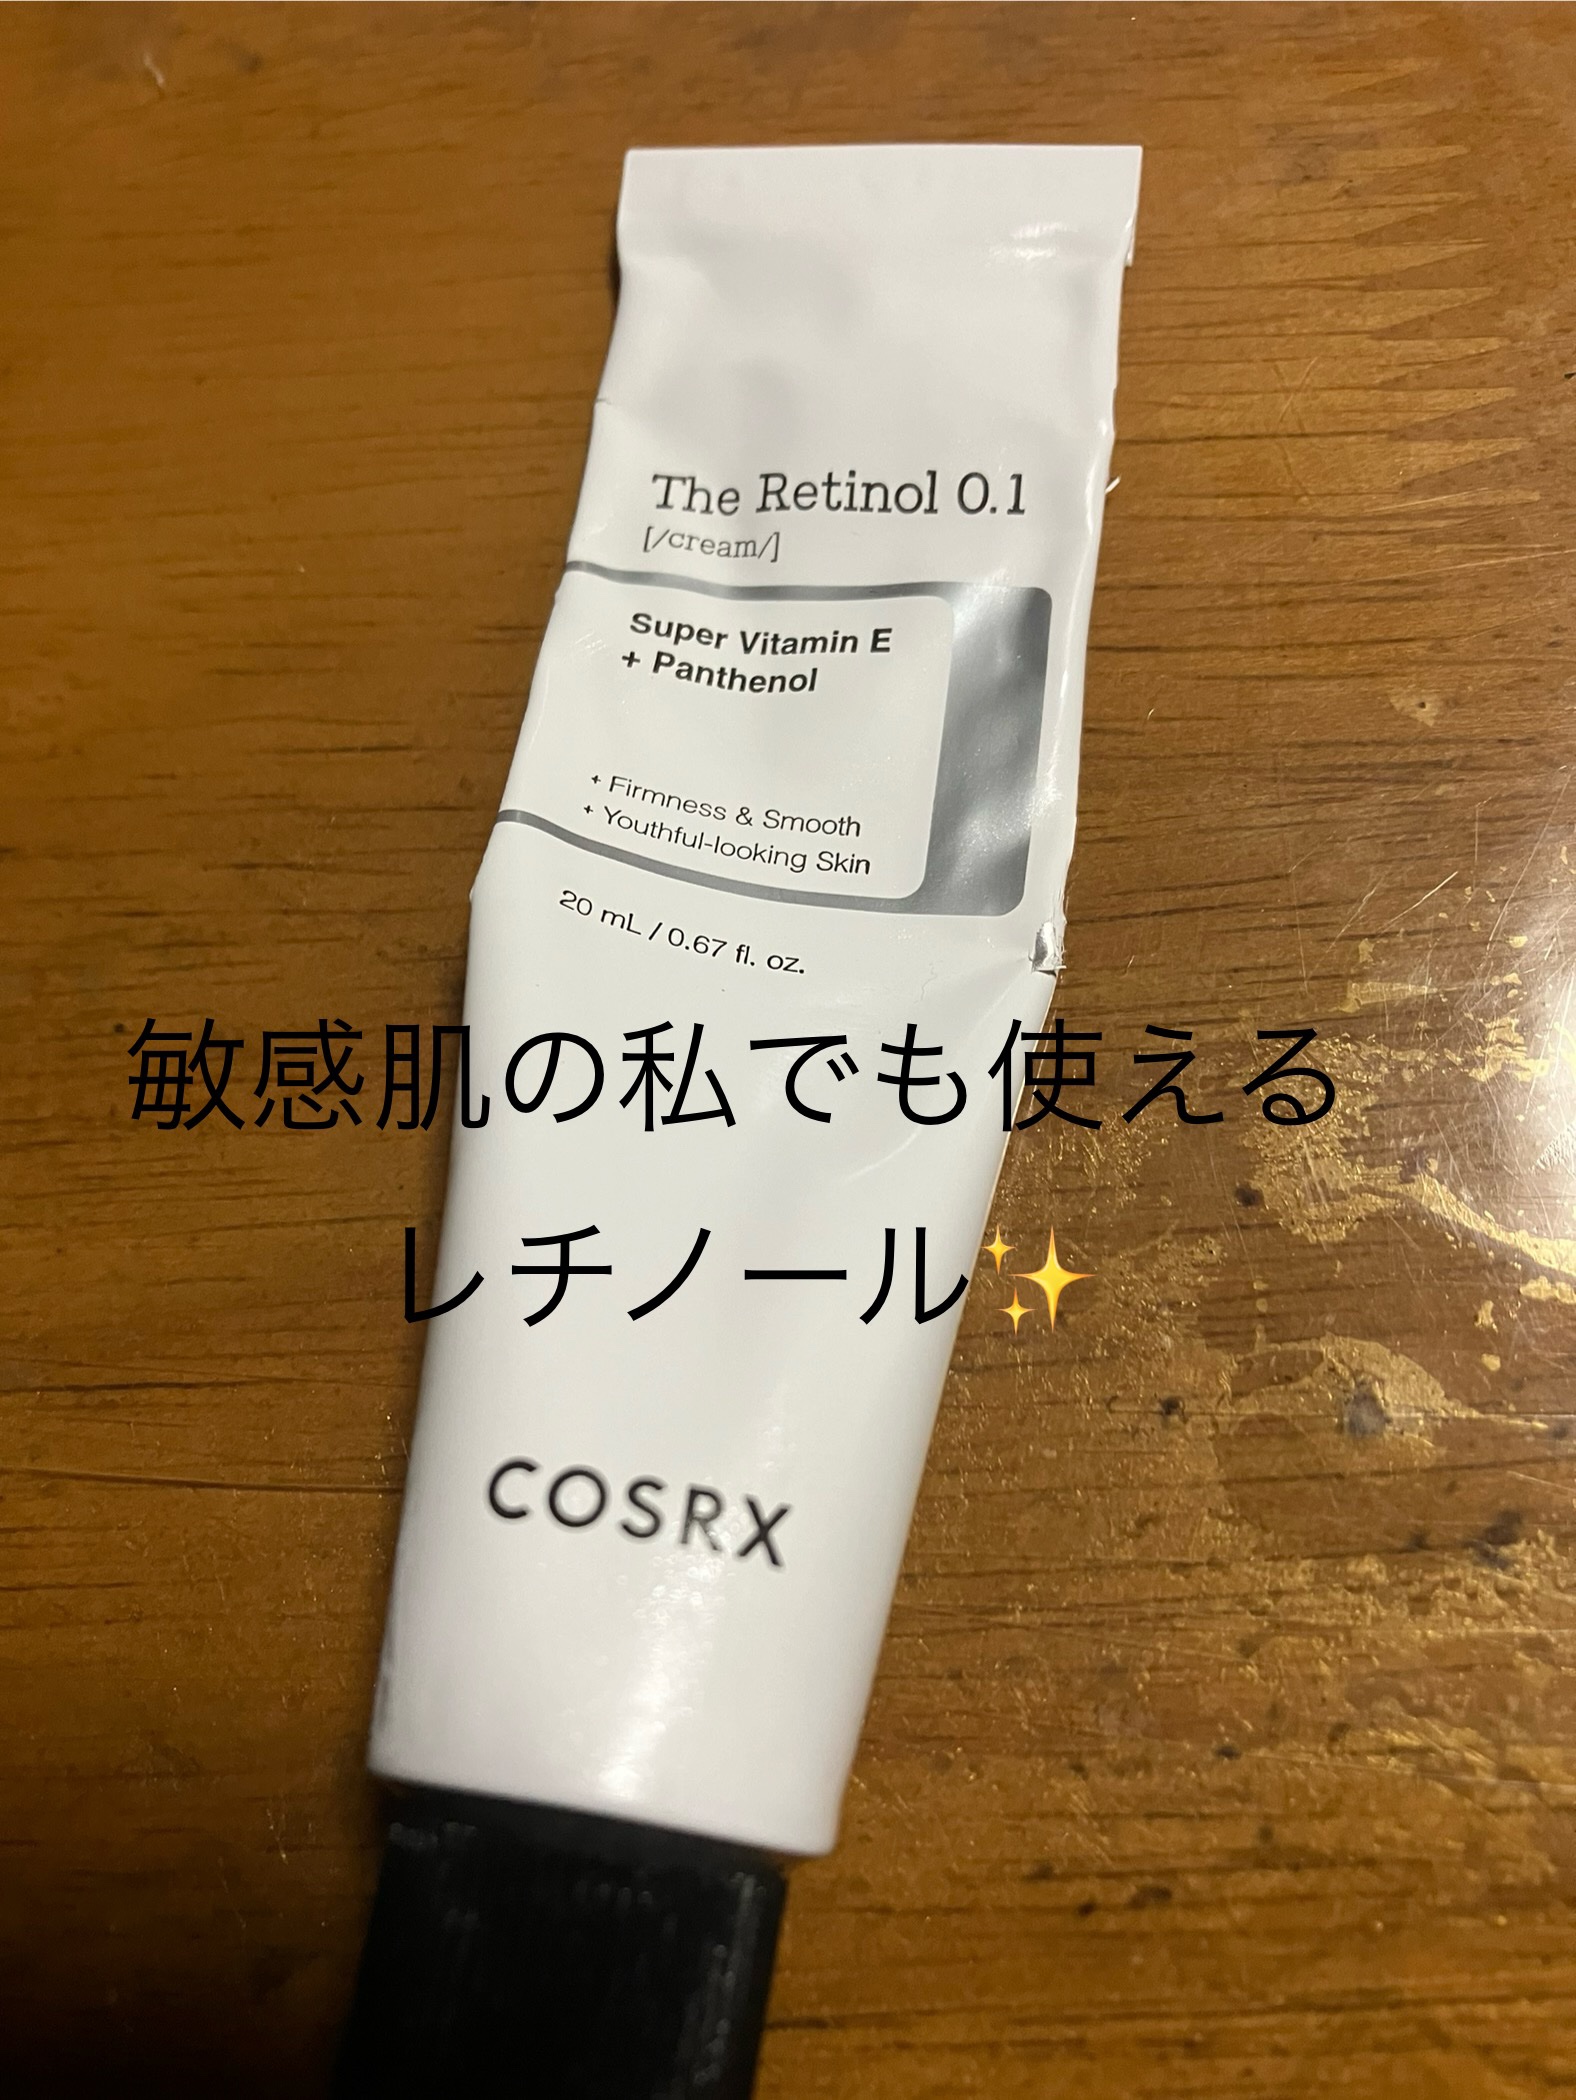 The Retinol 0.1
[/cream/]
Super Vitamin E
+ Panthenol
+ Firmness & Smooth
+ Youthful-looking Skin
20 mL / 0.67 fl. oz.
敏感肌の私でも使える
レチノール✨
COSRX